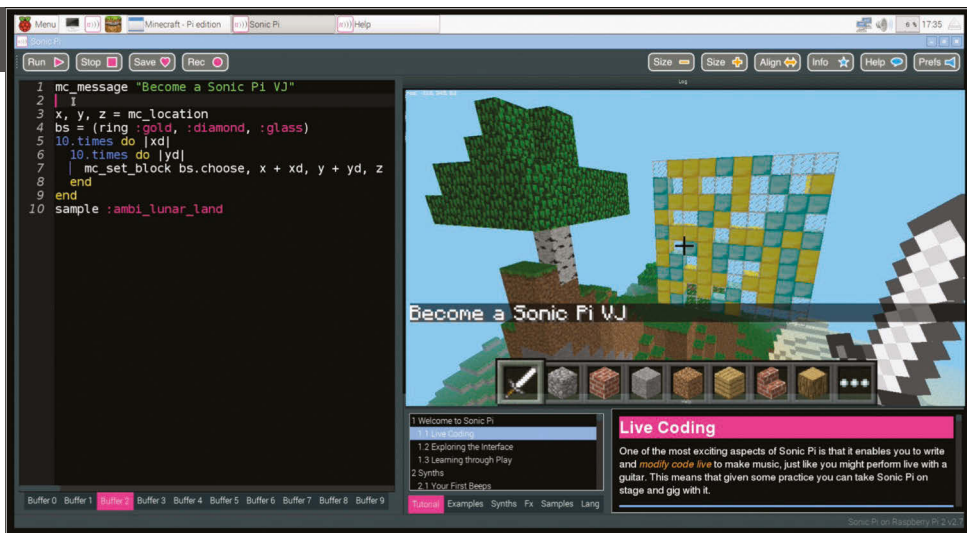 Menu
Minecraft - Pi edition
Sonic Pi
Help
6 %
17:35
Sonic Pi
Run
Stop
Save
Rec
Size
Size
Align
Info
Help
Prefs
Log
1 mc_message "Become a Sonic Pi VJ"
2
3 x, y, z = mc_location
4 bs = (ring :gold, :diamond, :glass)
5 10.times do |xd|
6 10.times do |yd|
7 mc_set_block bs.choose, x + xd, y + yd, z
8 end
9 end
10 sample :ambi_lunar_land
Become a Sonic Pi VJ
1 Welcome to Sonic Pi
1.1 Live Coding
1.2 Exploring the Interface
1.3 Learning through Play
2 Synths
2.1 Your First Beeps
Tutorial Examples Synths Fx Samples Lang
Live Coding
One of the most exciting aspects of Sonic Pi is that it enables you to write
and modify code live to make music, just like you might perform live with a
guitar. This means that given some practice you can take Sonic Pi on
stage and gig with it.
Buffer 0 Buffer 1 Buffer 2 Buffer 3 Buffer 4 Buffer 5 Buffer 6 Buffer 7 Buffer 8 Buffer 9
Sonic Pi on Raspberry Pi 2 v2.7